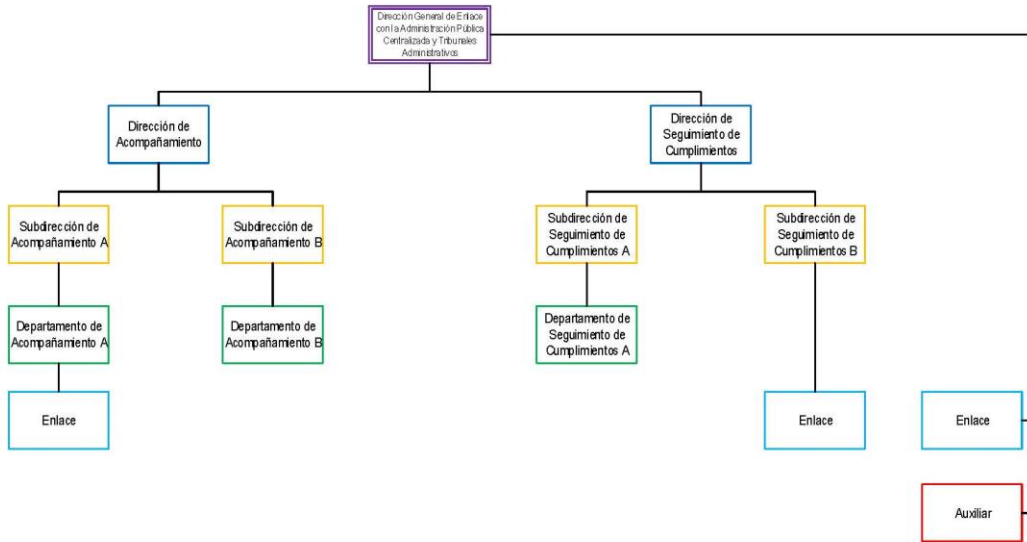 Dirección General de Enlace
con la Administración Pública
Centralizada y Tribunales
Administrativos
Dirección de
Acompañamiento
Dirección de
Seguimiento de
Cumplimientos
Subdirección de
Acompañamiento A
Subdirección de
Acompañamiento B
Subdirección de
Seguimiento de
Cumplimientos A
Subdirección de
Seguimiento de
Cumplimientos B
Departamento de
Acompañamiento A
Departamento de
Acompañamiento B
Departamento de
Seguimiento de
Cumplimientos A
Enlace
Enlace
Enlace
Auxiliar